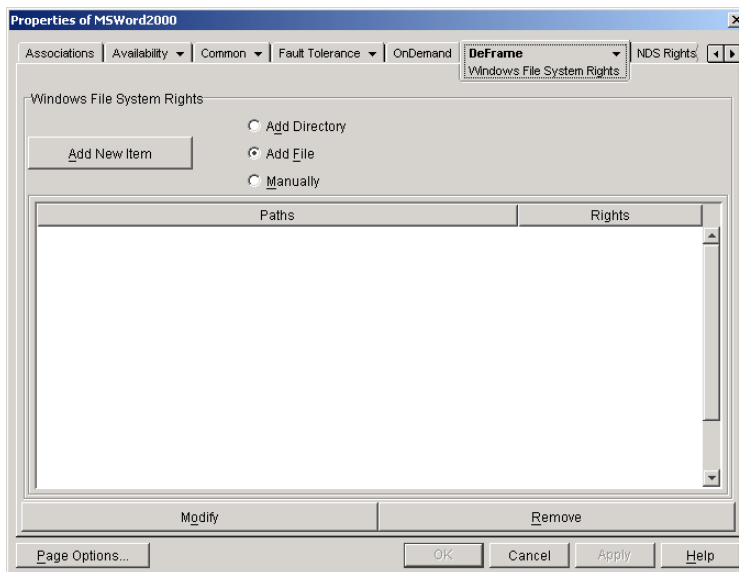 Properties of MSWord2000
Associations Availability Common Fault Tolerance OnDemand DeFrame NDS Rights
Windows File System Rights
Windows File System Rights
Add Directory
Add New Item Add File
Manually
Paths Rights
Modify Remove
Page Options... OK Cancel Apply Help